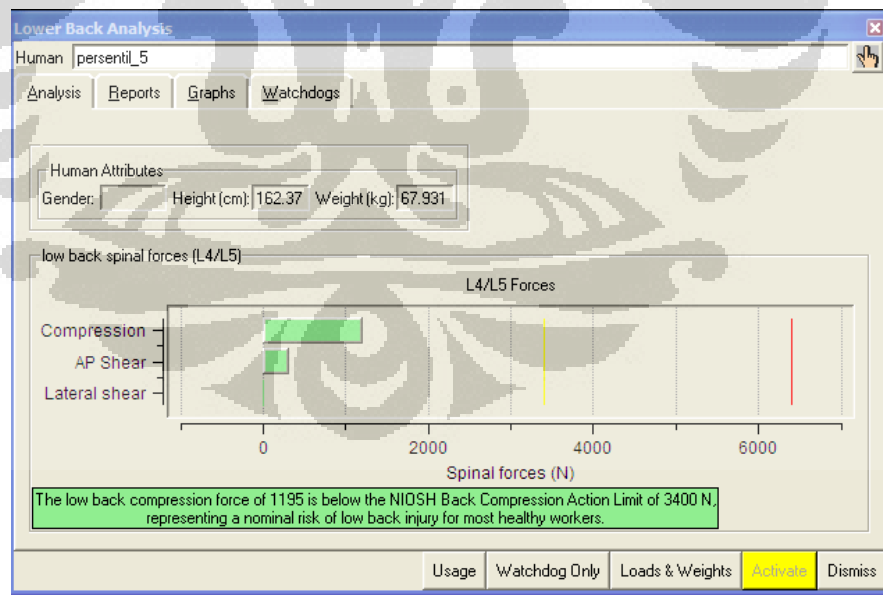 Lower Back Analysis
Human persentil_5
Analysis Reports Graphs Watchdogs
Human Attributes
Gender: Height (cm): 162.37 Weight (kg): 67.931
low back spinal forces (L4/L5)
L4/L5 Forces
Compression
AP Shear
Lateral shear
0 2000 4000 6000
Spinal forces (N)
The low back compression force of 1195 is below the NIOSH Back Compression Action Limit of 3400 N,
representing a nominal risk of low back injury for most healthy workers.
Usage Watchdog Only Loads & Weights Activate Dismiss